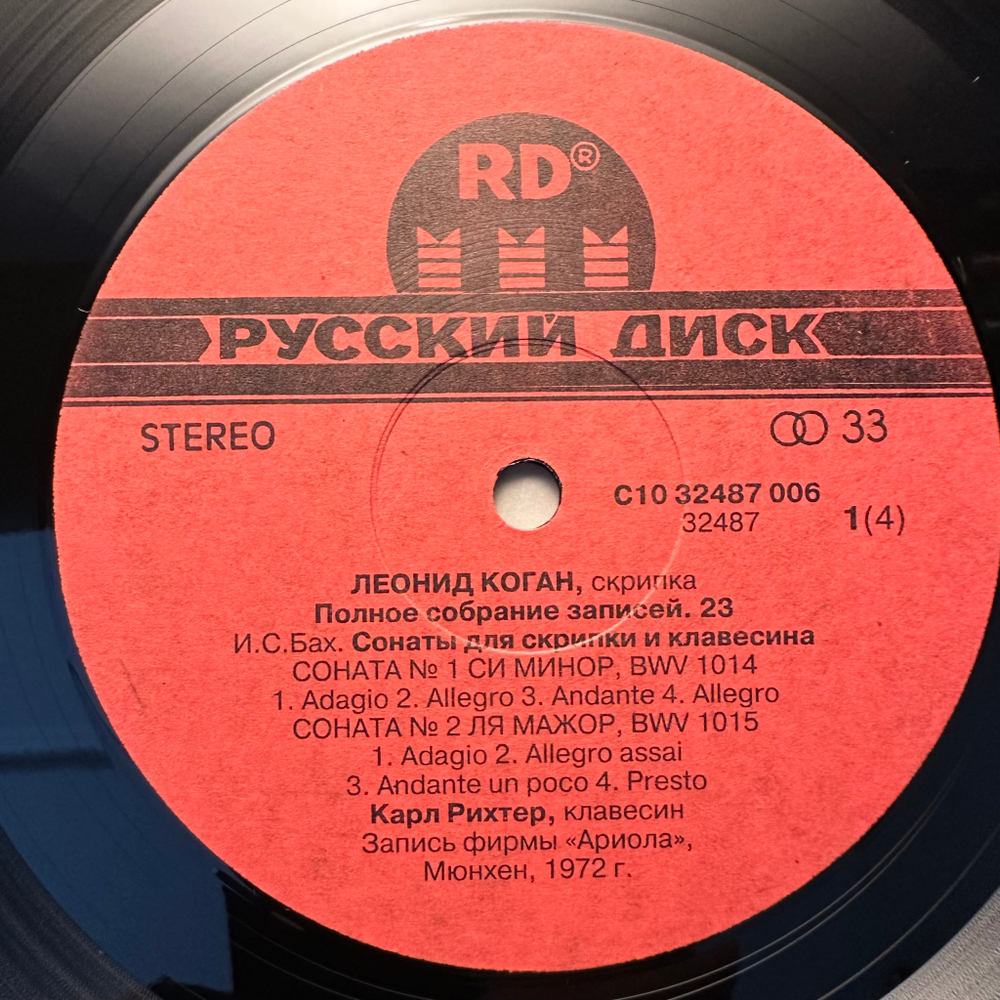 RD®
РУССКИЙ ДИСК
STEREO
33
С10 32487 006
32487
1(4)
ЛЕОНИД КОГАН, скрипка
Полное собрание записей. 23
И.С.Бах. Сонаты для скрипки и клавесина
СОНАТА № 1 СИ МИНОР, BWV 1014
1. Adagio 2. Allegro 3. Andante 4. Allegro
СОНАТА № 2 ЛЯ МАЖОР, BWV 1015
1. Adagio 2. Allegro assai
3. Andante un poco 4. Presto
Карл Рихтер, клавесин
Запись фирмы «Ариола»,
Мюнхен, 1972 г.